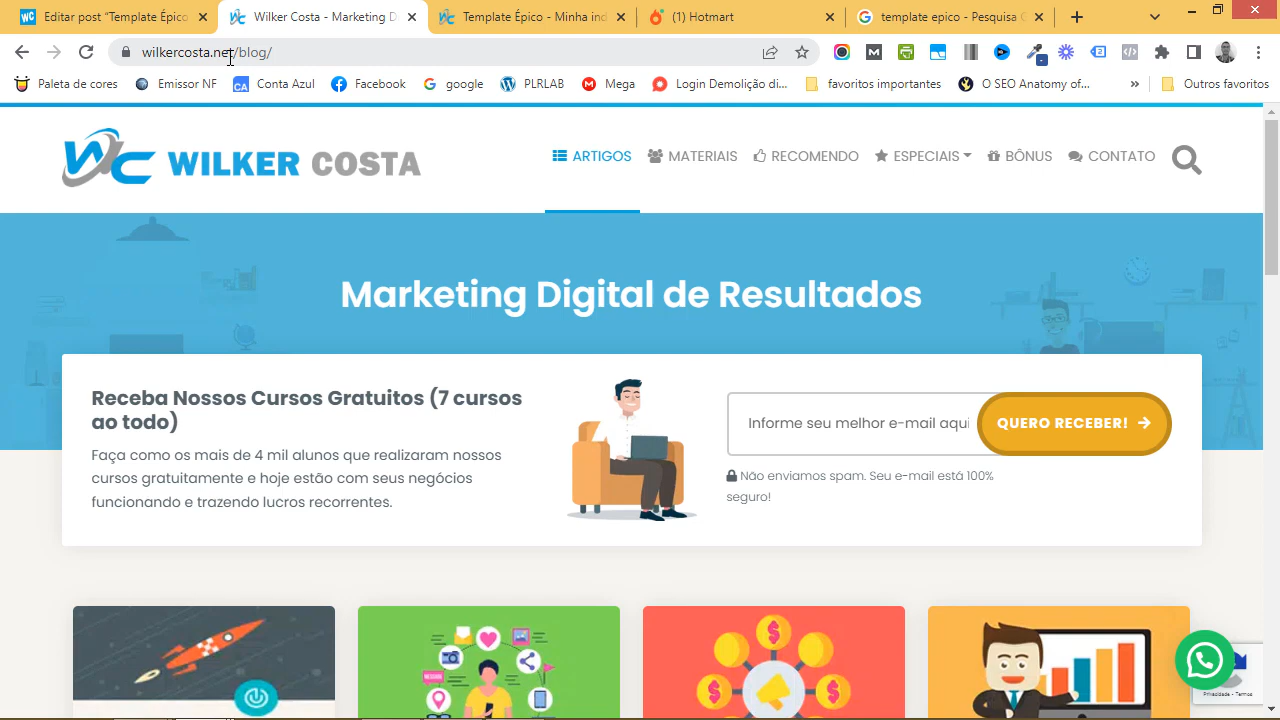 Editar post “Template Épico
Wilker Costa - Marketing D
Template Épico - Minha ind
(1) Hotmart
template epico - Pesquisa
wilkercosta.net/blog/
Paleta de cores
Emissor NF
CA
Conta Azul
Facebook
google
PLRLAB
Mega
Login Demolição di...
favoritos importantes
O SEO Anatomy of...
»
Outros favoritos
WC WILKER COSTA
ARTIGOS
MATERIAIS
RECOMENDO
ESPECIAIS
BÔNUS
CONTATO
Marketing Digital de Resultados
Receba Nossos Cursos Gratuitos (7 cursos
ao todo)
Faça como os mais de 4 mil alunos que realizaram nossos
cursos gratuitamente e hoje estão com seus negócios
funcionando e trazendo lucros recorrentes.
Informe seu melhor e-mail aqui
QUERO RECEBER!
Não enviamos spam. Seu e-mail está 100%
seguro!
Privacidade - Termos